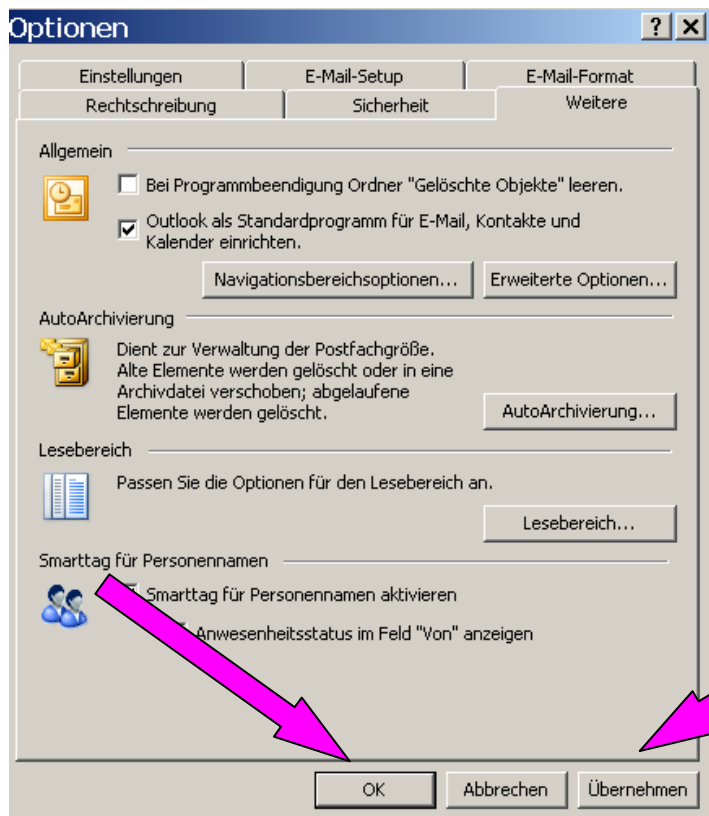 Optionen
Einstellungen
E-Mail-Setup
E-Mail-Format
Rechtschreibung
Sicherheit
Weitere
Allgemein
Bei Programmbeendigung Ordner "Gelöschte Objekte" leeren.
Outlook als Standardprogramm für E-Mail, Kontakte und
Kalender einrichten.
Navigationsbereichsoptionen...
Erweiterte Optionen...
AutoArchivierung
Dient zur Verwaltung der Postfachgröße.
Alte Elemente werden gelöscht oder in eine
Archivdatei verschoben; abgelaufene
Elemente werden gelöscht.
AutoArchivierung...
Lesebereich
Passen Sie die Optionen für den Lesebereich an.
Lesebereich...
Smarttag für Personennamen
Smarttag für Personennamen aktivieren
Anwesenheitsstatus im Feld "Von" anzeigen
OK
Abbrechen
Übernehmen